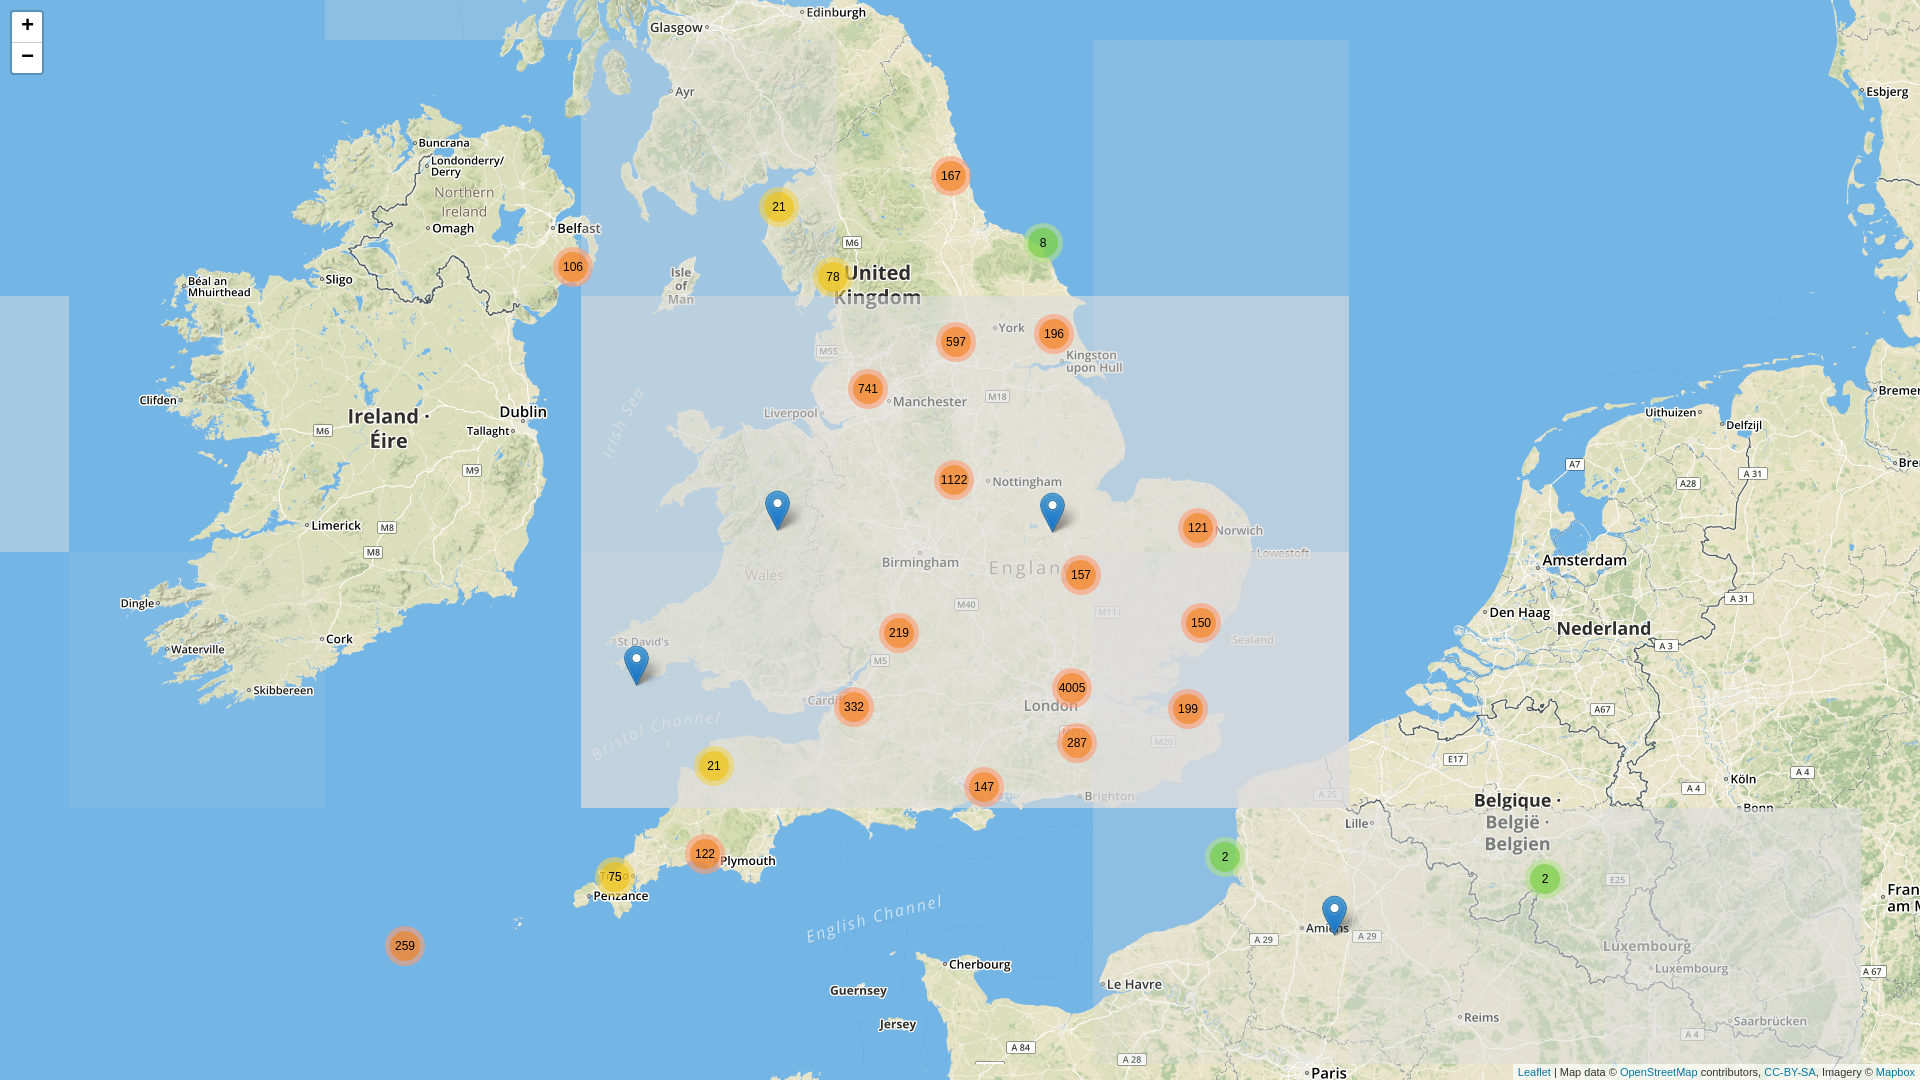 +
−
Edinburgh
Glasgow
Ayr
Esbjerg
Buncrana
Londonderry/
Derry
Northern
Ireland
Omagh
Belfast
167
21
8
M6
106
78
United
Kingdom
Isle
of
Man
Sligo
Béal an
Mhuirthead
York
196
597
M55
Kingston
upon Hull
741
Manchester
M18
Liverpool
Irish Sea
Clifden
Ireland ·
Éire
Dublin
Tallaght
M6
M9
Bremer
Uithuizen
Delfzijl
A7
A 31
A28
Bre
1122
Nottingham
Limerick
M8
M8
121
Norwich
Lowestoft
Birmingham
England
157
Wales
Amsterdam
A 31
Dingle
M40
M11
Den Haag
Nederland
219
150
Sealand
St David's
Cork
Waterville
A 3
M5
Skibbereen
4005
London
Cardiff
332
199
A67
Bristol Channel
287
M20
E17
21
147
Brighton
A 25
Köln
A 4
A 4
Bonn
Belgique ·
België ·
Belgien
Lille
122
Plymouth
2
75
Penzance
2
E25
Fran
am M
English Channel
259
Amiens
A 29
A 29
Luxembourg
Luxembourg
A 67
Cherbourg
Le Havre
Guernsey
Jersey
Reims
Saarbrücken
A 4
A 84
A 28
Paris
Leaflet | Map data © OpenStreetMap contributors, CC-BY-SA, Imagery © Mapbox